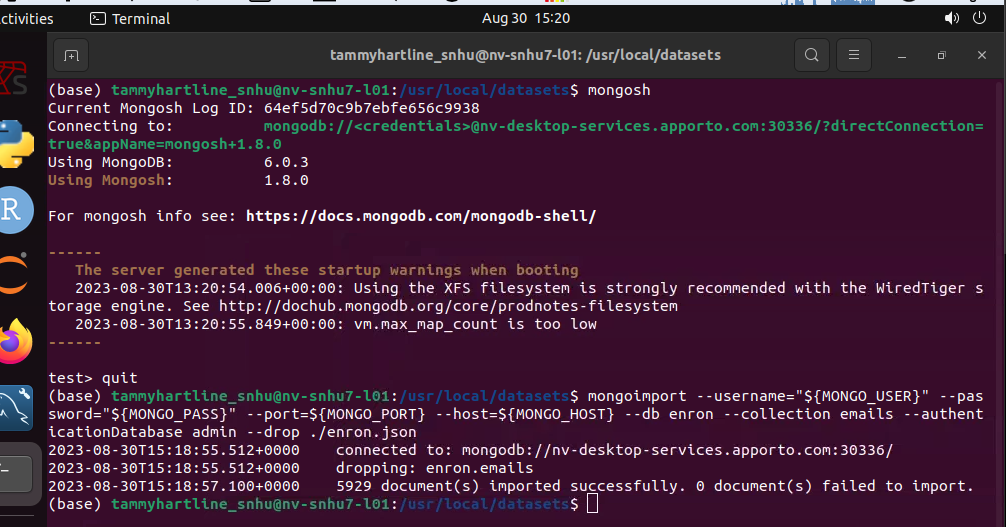 ctivities
Terminal
Aug 30 15:20
tammyhartline_snhu@nv-snhu7-l01: /usr/local/datasets
(base) tammyhartline_snhu@nv-snhu7-l01:/usr/local/datasets$ mongosh
Current Mongosh Log ID: 64ef5d70c9b7ebfe656c9938
Connecting to:          mongodb://<credentials>@nv-desktop-services.apporto.com:30336/?directConnection=
true&appName=mongosh+1.8.0
Using MongoDB:          6.0.3
Using Mongosh:          1.8.0
For mongosh info see: https://docs.mongodb.com/mongodb-shell/
------
   The server generated these startup warnings when booting
   2023-08-30T13:20:54.006+00:00: Using the XFS filesystem is strongly recommended with the WiredTiger s
torage engine. See http://dochub.mongodb.org/core/prodnotes-filesystem
   2023-08-30T13:20:55.849+00:00: vm.max_map_count is too low
------
test> quit
(base) tammyhartline_snhu@nv-snhu7-l01:/usr/local/datasets$ mongoimport --username="${MONGO_USER}" --pas
sword="${MONGO_PASS}" --port=${MONGO_PORT} --host=${MONGO_HOST} --db enron --collection emails --authent
icationDatabase admin --drop ./enron.json
2023-08-30T15:18:55.512+0000    connected to: mongodb://nv-desktop-services.apporto.com:30336/
2023-08-30T15:18:55.512+0000    dropping: enron.emails
2023-08-30T15:18:57.100+0000    5929 document(s) imported successfully. 0 document(s) failed to import.
(base) tammyhartline_snhu@nv-snhu7-l01:/usr/local/datasets$
S
R